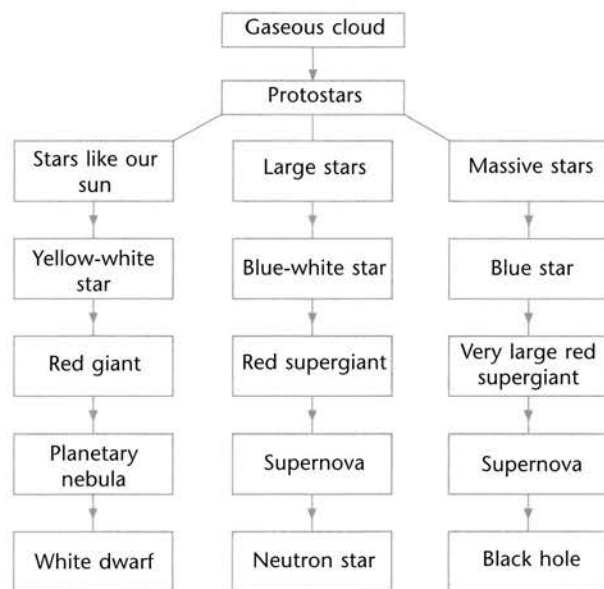 Gaseous cloud
Protostars
Stars like our
sun
Large stars
Massive stars
Yellow-white
star
Blue-white star
Blue star
Red giant
Red supergiant
Very large red
supergiant
Planetary
nebula
Supernova
Supernova
White dwarf
Neutron star
Black hole